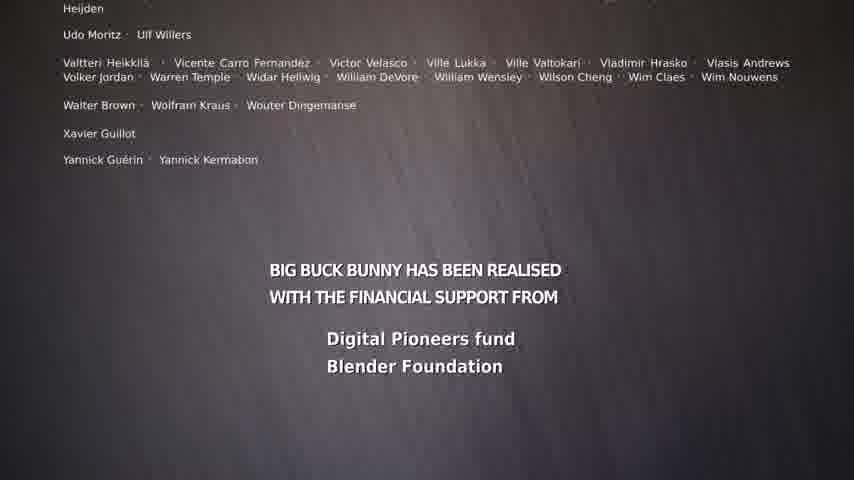 Heijden
Udo Moritz · Ulf Willers
Valtteri Heikkilä · Vicente Carro Fernandez · Victor Velasco · Ville Lukka · Ville Valtokari · Vladimir Hrasko · Vlasis Andrews
Volker Jordan · Warren Temple · Widar Hellwig · William DeVore · William Wensley · Wilson Cheng · Wim Claes · Wim Nouwens
Walter Brown · Wolfram Kraus · Wouter Dingemanse
Xavier Guillot
Yannick Guérin · Yannick Kermabon
BIG BUCK BUNNY HAS BEEN REALISED
WITH THE FINANCIAL SUPPORT FROM
Digital Pioneers fund
Blender Foundation